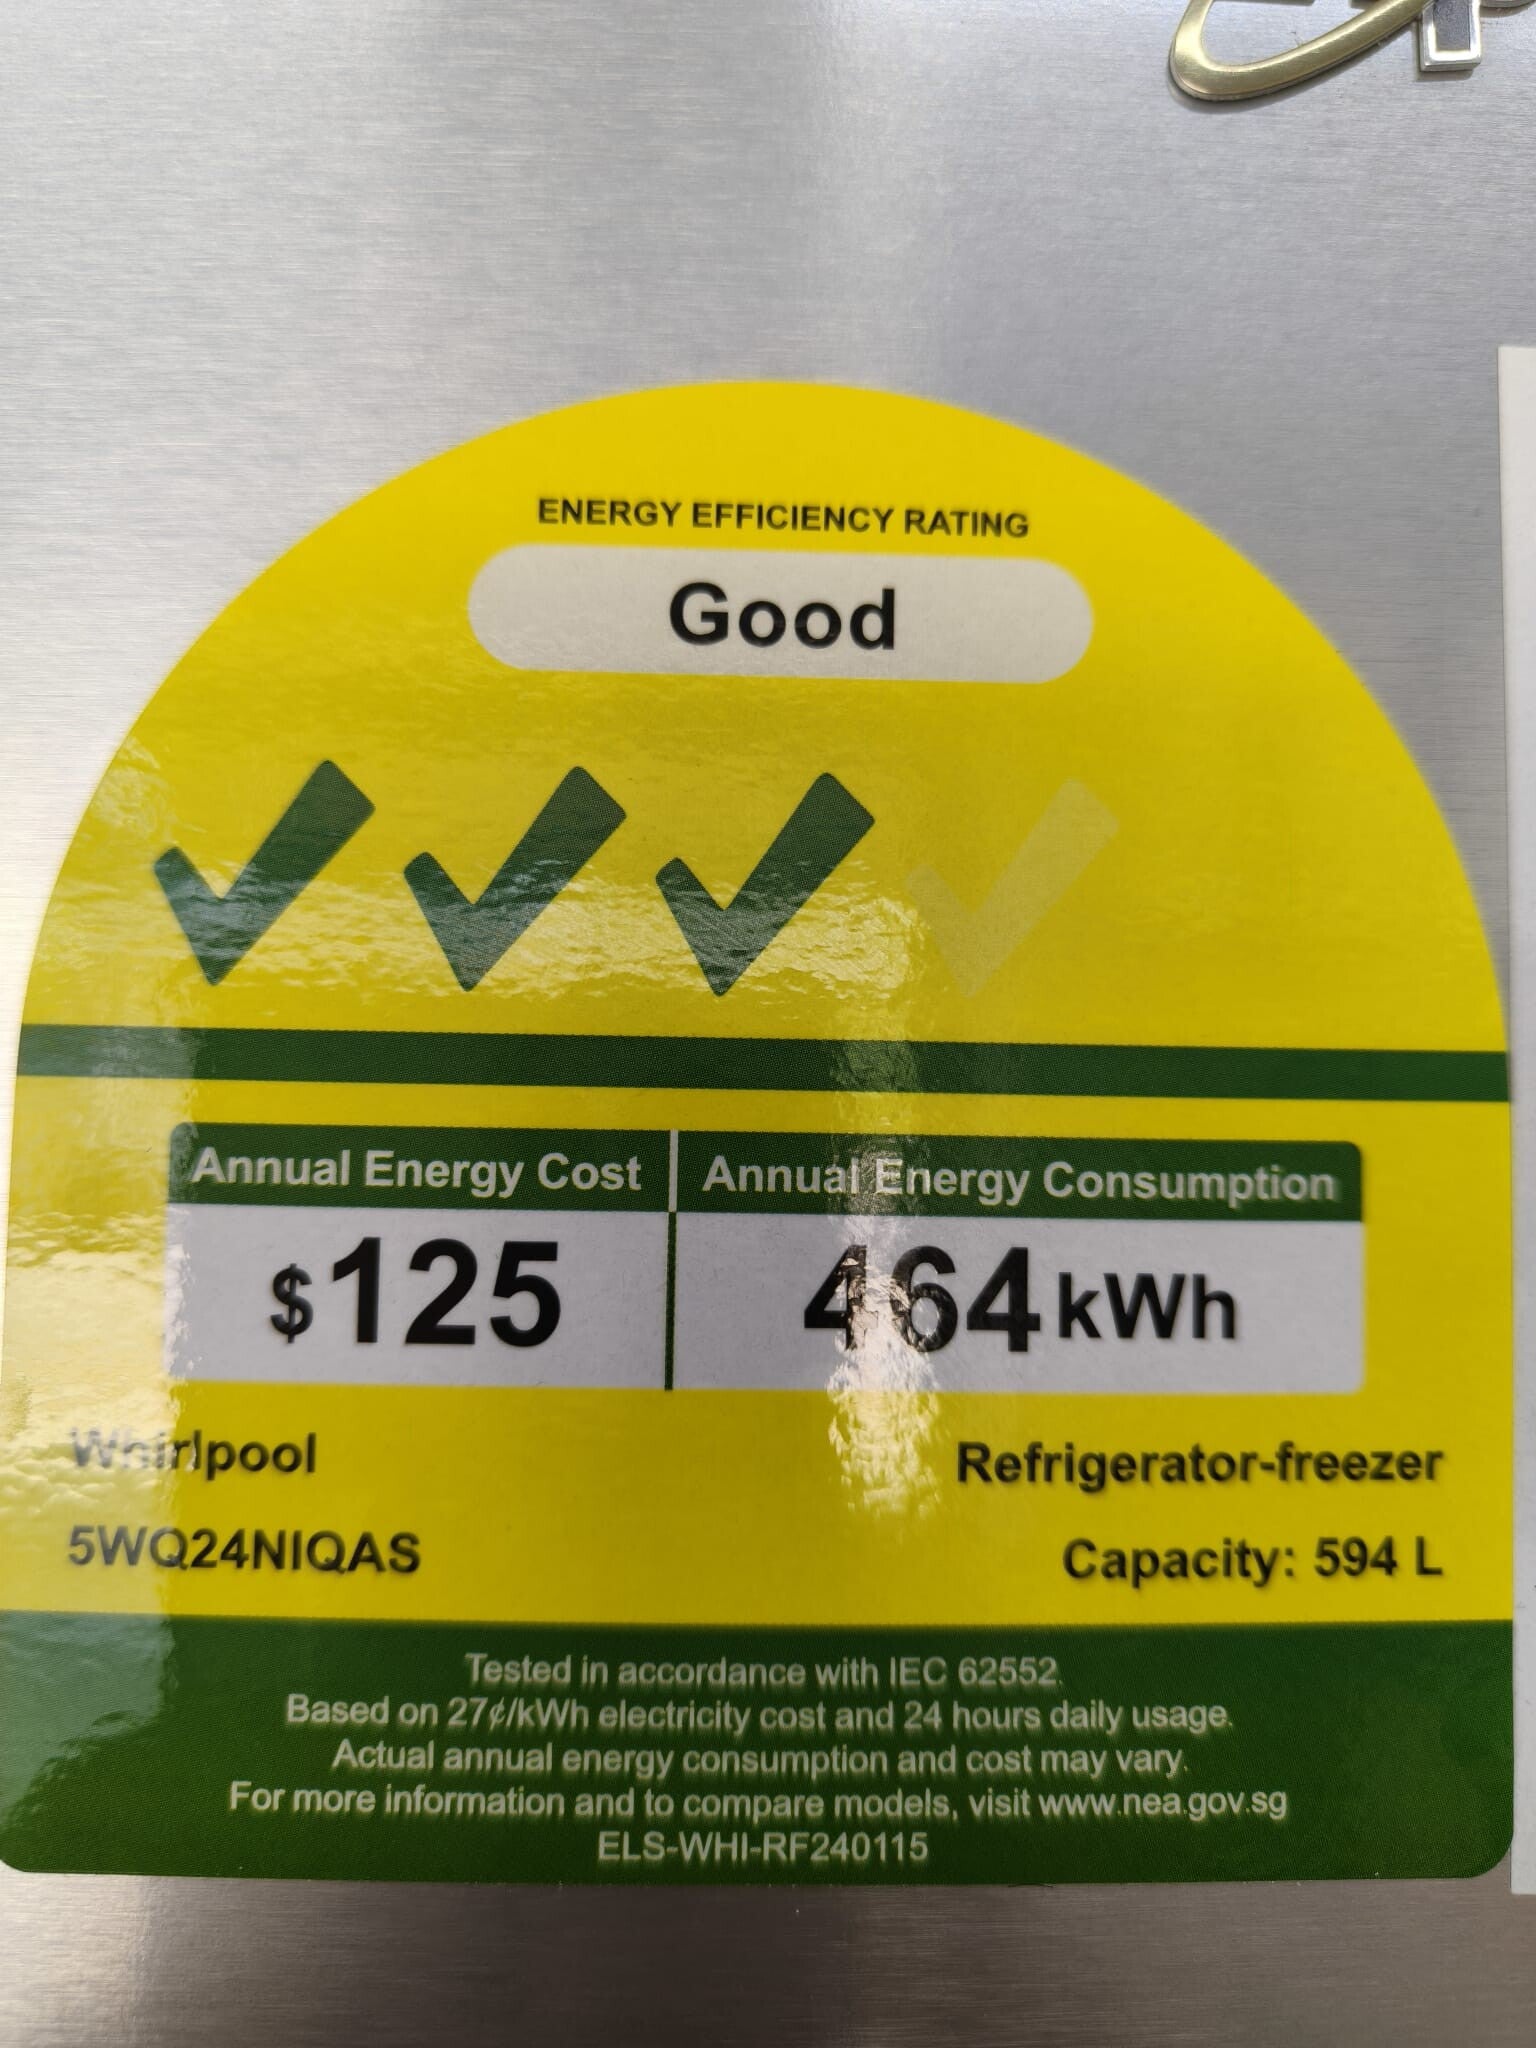 ENERGY EFFICIENCY RATING
Good
Annual Energy Cost
$125
Annual Energy Consumption
464 kWh
Whirlpool
5WQ24NIQAS
Refrigerator-freezer
Capacity: 594 L
Tested in accordance with IEC 62552.
Based on 27¢/kWh electricity cost and 24 hours daily usage.
Actual annual energy consumption and cost may vary.
For more information and to compare models, visit www.nea.gov.sg
ELS-WHI-RF240115